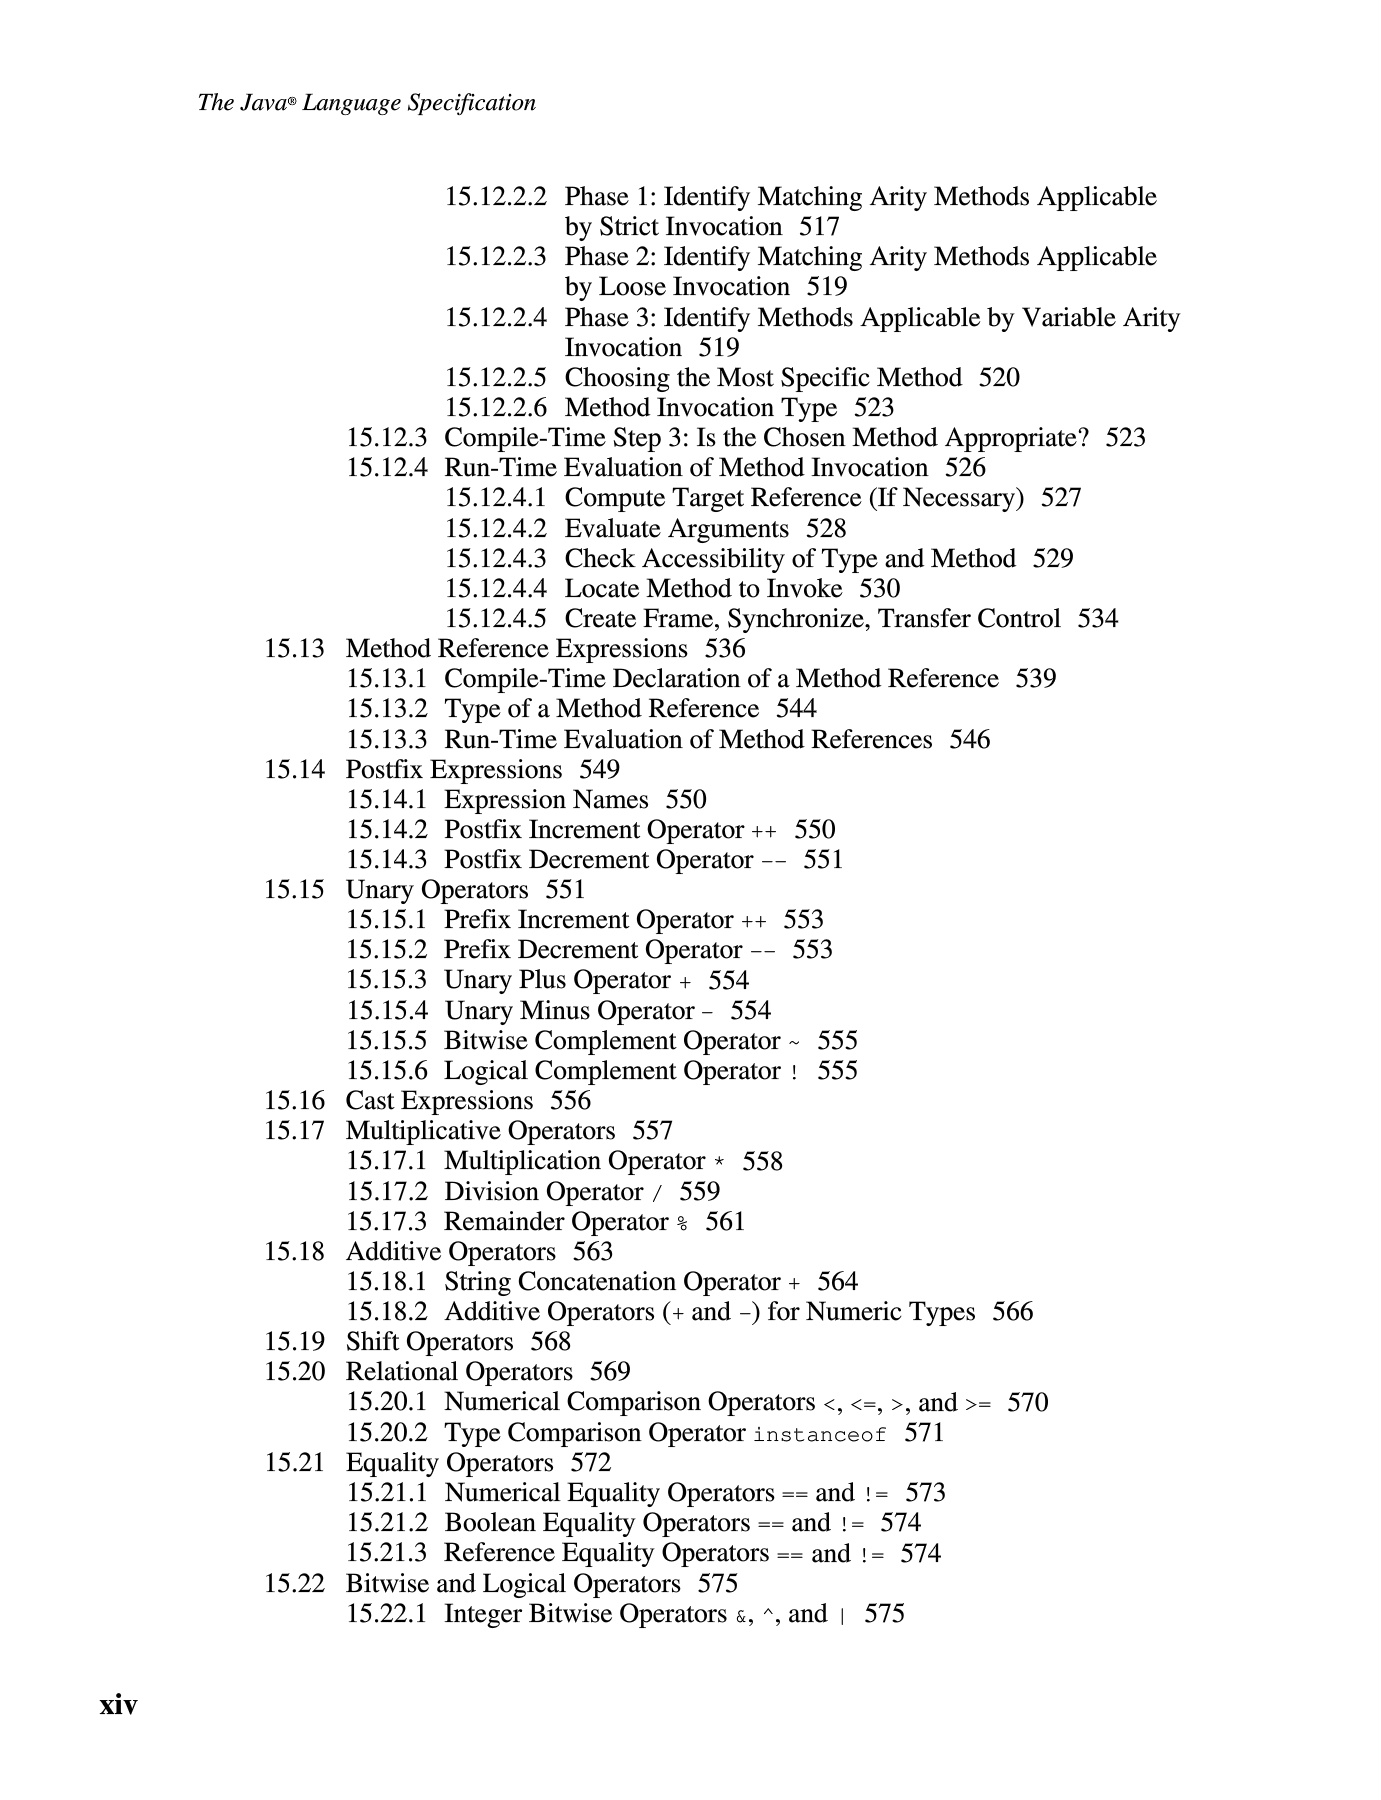 The Java® Language Specification
15.12.2.2 Phase 1: Identify Matching Arity Methods Applicable
by Strict Invocation 517
15.12.2.3 Phase 2: Identify Matching Arity Methods Applicable
by Loose Invocation 519
15.12.2.4 Phase 3: Identify Methods Applicable by Variable Arity
Invocation 519
15.12.2.5 Choosing the Most Specific Method 520
15.12.2.6 Method Invocation Type 523
15.12.3 Compile-Time Step 3: Is the Chosen Method Appropriate? 523
15.12.4 Run-Time Evaluation of Method Invocation 526
15.12.4.1 Compute Target Reference (If Necessary) 527
15.12.4.2 Evaluate Arguments 528
15.12.4.3 Check Accessibility of Type and Method 529
15.12.4.4 Locate Method to Invoke 530
15.12.4.5 Create Frame, Synchronize, Transfer Control 534
15.13 Method Reference Expressions 536
15.13.1 Compile-Time Declaration of a Method Reference 539
15.13.2 Type of a Method Reference 544
15.13.3 Run-Time Evaluation of Method References 546
15.14 Postfix Expressions 549
15.14.1 Expression Names 550
15.14.2 Postfix Increment Operator ++ 550
15.14.3 Postfix Decrement Operator -- 551
15.15 Unary Operators 551
15.15.1 Prefix Increment Operator ++ 553
15.15.2 Prefix Decrement Operator -- 553
15.15.3 Unary Plus Operator + 554
15.15.4 Unary Minus Operator - 554
15.15.5 Bitwise Complement Operator ~ 555
15.15.6 Logical Complement Operator ! 555
15.16 Cast Expressions 556
15.17 Multiplicative Operators 557
15.17.1 Multiplication Operator * 558
15.17.2 Division Operator / 559
15.17.3 Remainder Operator % 561
15.18 Additive Operators 563
15.18.1 String Concatenation Operator + 564
15.18.2 Additive Operators (+ and -) for Numeric Types 566
15.19 Shift Operators 568
15.20 Relational Operators 569
15.20.1 Numerical Comparison Operators <, <=, >, and >= 570
15.20.2 Type Comparison Operator instanceof 571
15.21 Equality Operators 572
15.21.1 Numerical Equality Operators == and != 573
15.21.2 Boolean Equality Operators == and != 574
15.21.3 Reference Equality Operators == and != 574
15.22 Bitwise and Logical Operators 575
15.22.1 Integer Bitwise Operators &, ^, and | 575
xiv